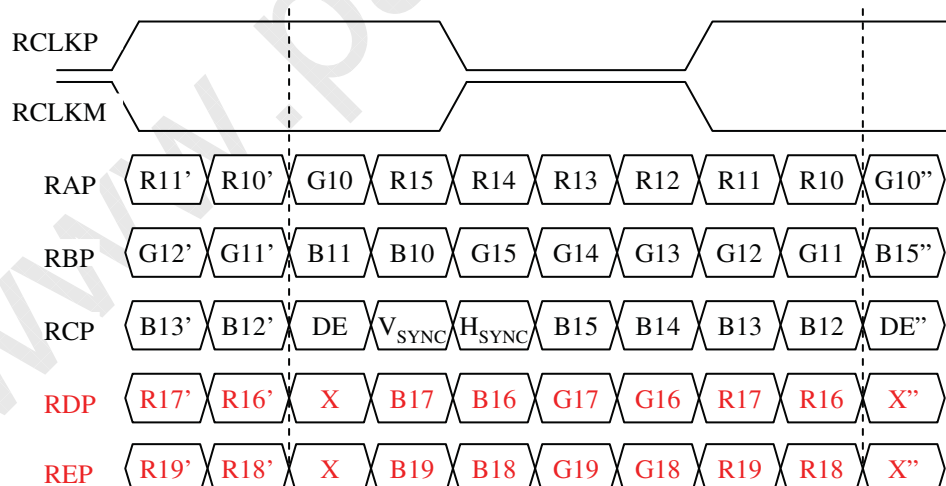 RCLKP
RCLKM
RAP R11’ R10’ G10 R15 R14 R13 R12 R11 R10 G10”
RBP G12’ G11’ B11 B10 G15 G14 G13 G12 G11 B15”
RCP B13’ B12’ DE VSYNC HSYNC B15 B14 B13 B12 DE”
RDP R17’ R16’ X B17 B16 G17 G16 R17 R16 X”
REP R19’ R18’ X B19 B18 G19 G18 R19 R18 X”